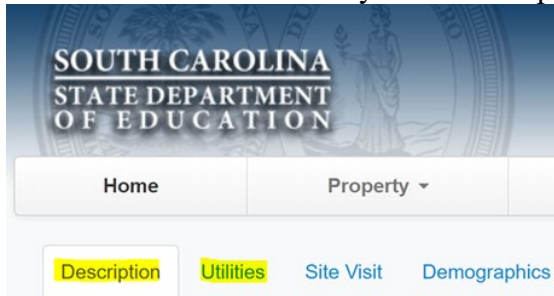 SOUTH CAROLINA
STATE DEPARTMENT
OF EDUCATION
Home Property
Description Utilities Site Visit Demographics